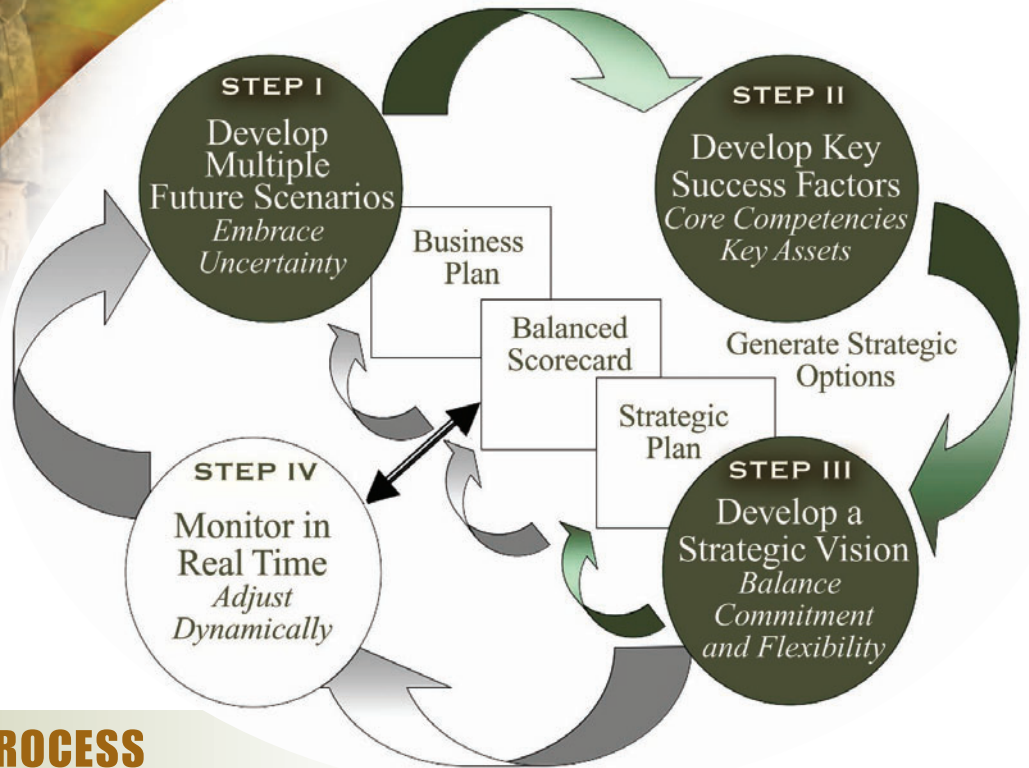 STEP I
Develop
Multiple
Future Scenarios
Embrace
Uncertainty
STEP II
Develop Key
Success Factors
Core Competencies
Key Assets
Business
Plan
Balanced
Scorecard
Strategic
Plan
Generate Strategic
Options
STEP III
Develop a
Strategic Vision
Balance
Commitment
and Flexibility
STEP IV
Monitor in
Real Time
Adjust
Dynamically